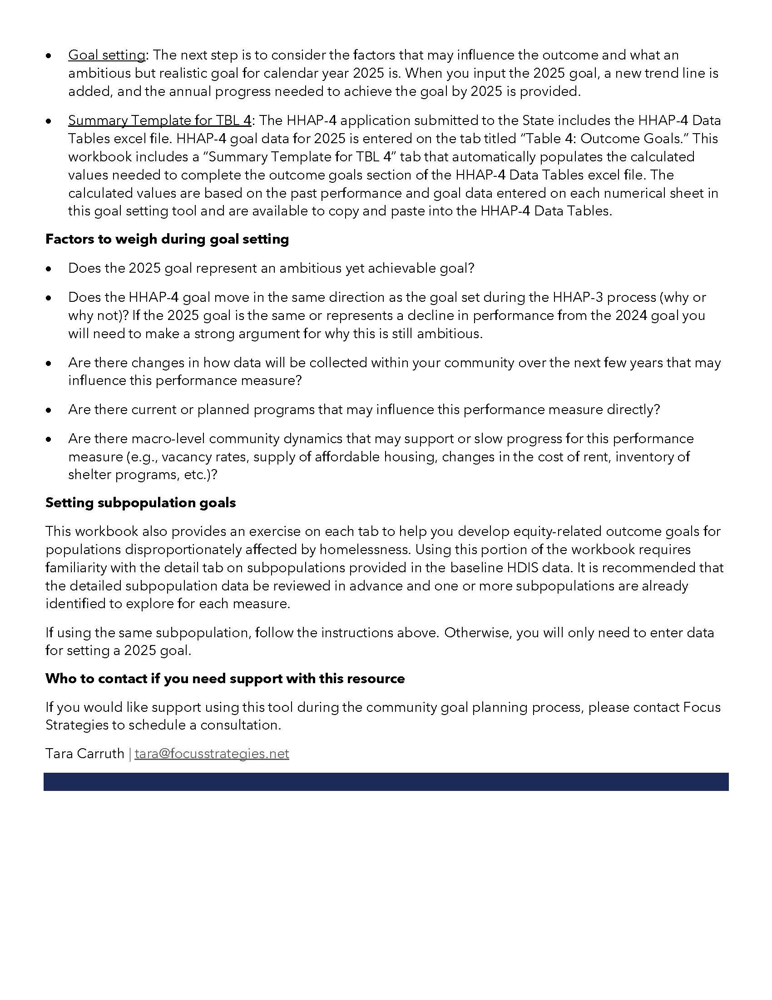 • Goal setting: The next step is to consider the factors that may influence the outcome and what an
ambitious but realistic goal for calendar year 2025 is. When you input the 2025 goal, a new trend line is
added, and the annual progress needed to achieve the goal by 2025 is provided.
• Summary Template for TBL 4: The HHAP-4 application submitted to the State includes the HHAP-4 Data
Tables excel file. HHAP-4 goal data for 2025 is entered on the tab titled “Table 4: Outcome Goals.” This
workbook includes a “Summary Template for TBL 4” tab that automatically populates the calculated
values needed to complete the outcome goals section of the HHAP-4 Data Tables excel file. The
calculated values are based on the past performance and goal data entered on each numerical sheet in
this goal setting tool and are available to copy and paste into the HHAP-4 Data Tables.
Factors to weigh during goal setting
• Does the 2025 goal represent an ambitious yet achievable goal?
• Does the HHAP-4 goal move in the same direction as the goal set during the HHAP-3 process (why or
why not)? If the 2025 goal is the same or represents a decline in performance from the 2024 goal you
will need to make a strong argument for why this is still ambitious.
• Are there changes in how data will be collected within your community over the next few years that may
influence this performance measure?
• Are there current or planned programs that may influence this performance measure directly?
• Are there macro-level community dynamics that may support or slow progress for this performance
measure (e.g., vacancy rates, supply of affordable housing, changes in the cost of rent, inventory of
shelter programs, etc.)?
Setting subpopulation goals
This workbook also provides an exercise on each tab to help you develop equity-related outcome goals for
populations disproportionately affected by homelessness. Using this portion of the workbook requires
familiarity with the detail tab on subpopulations provided in the baseline HDIS data. It is recommended that
the detailed subpopulation data be reviewed in advance and one or more subpopulations are already
identified to explore for each measure.
If using the same subpopulation, follow the instructions above. Otherwise, you will only need to enter data
for setting a 2025 goal.
Who to contact if you need support with this resource
If you would like support using this tool during the community goal planning process, please contact Focus
Strategies to schedule a consultation.
Tara Carruth | tara@focusstrategies.net